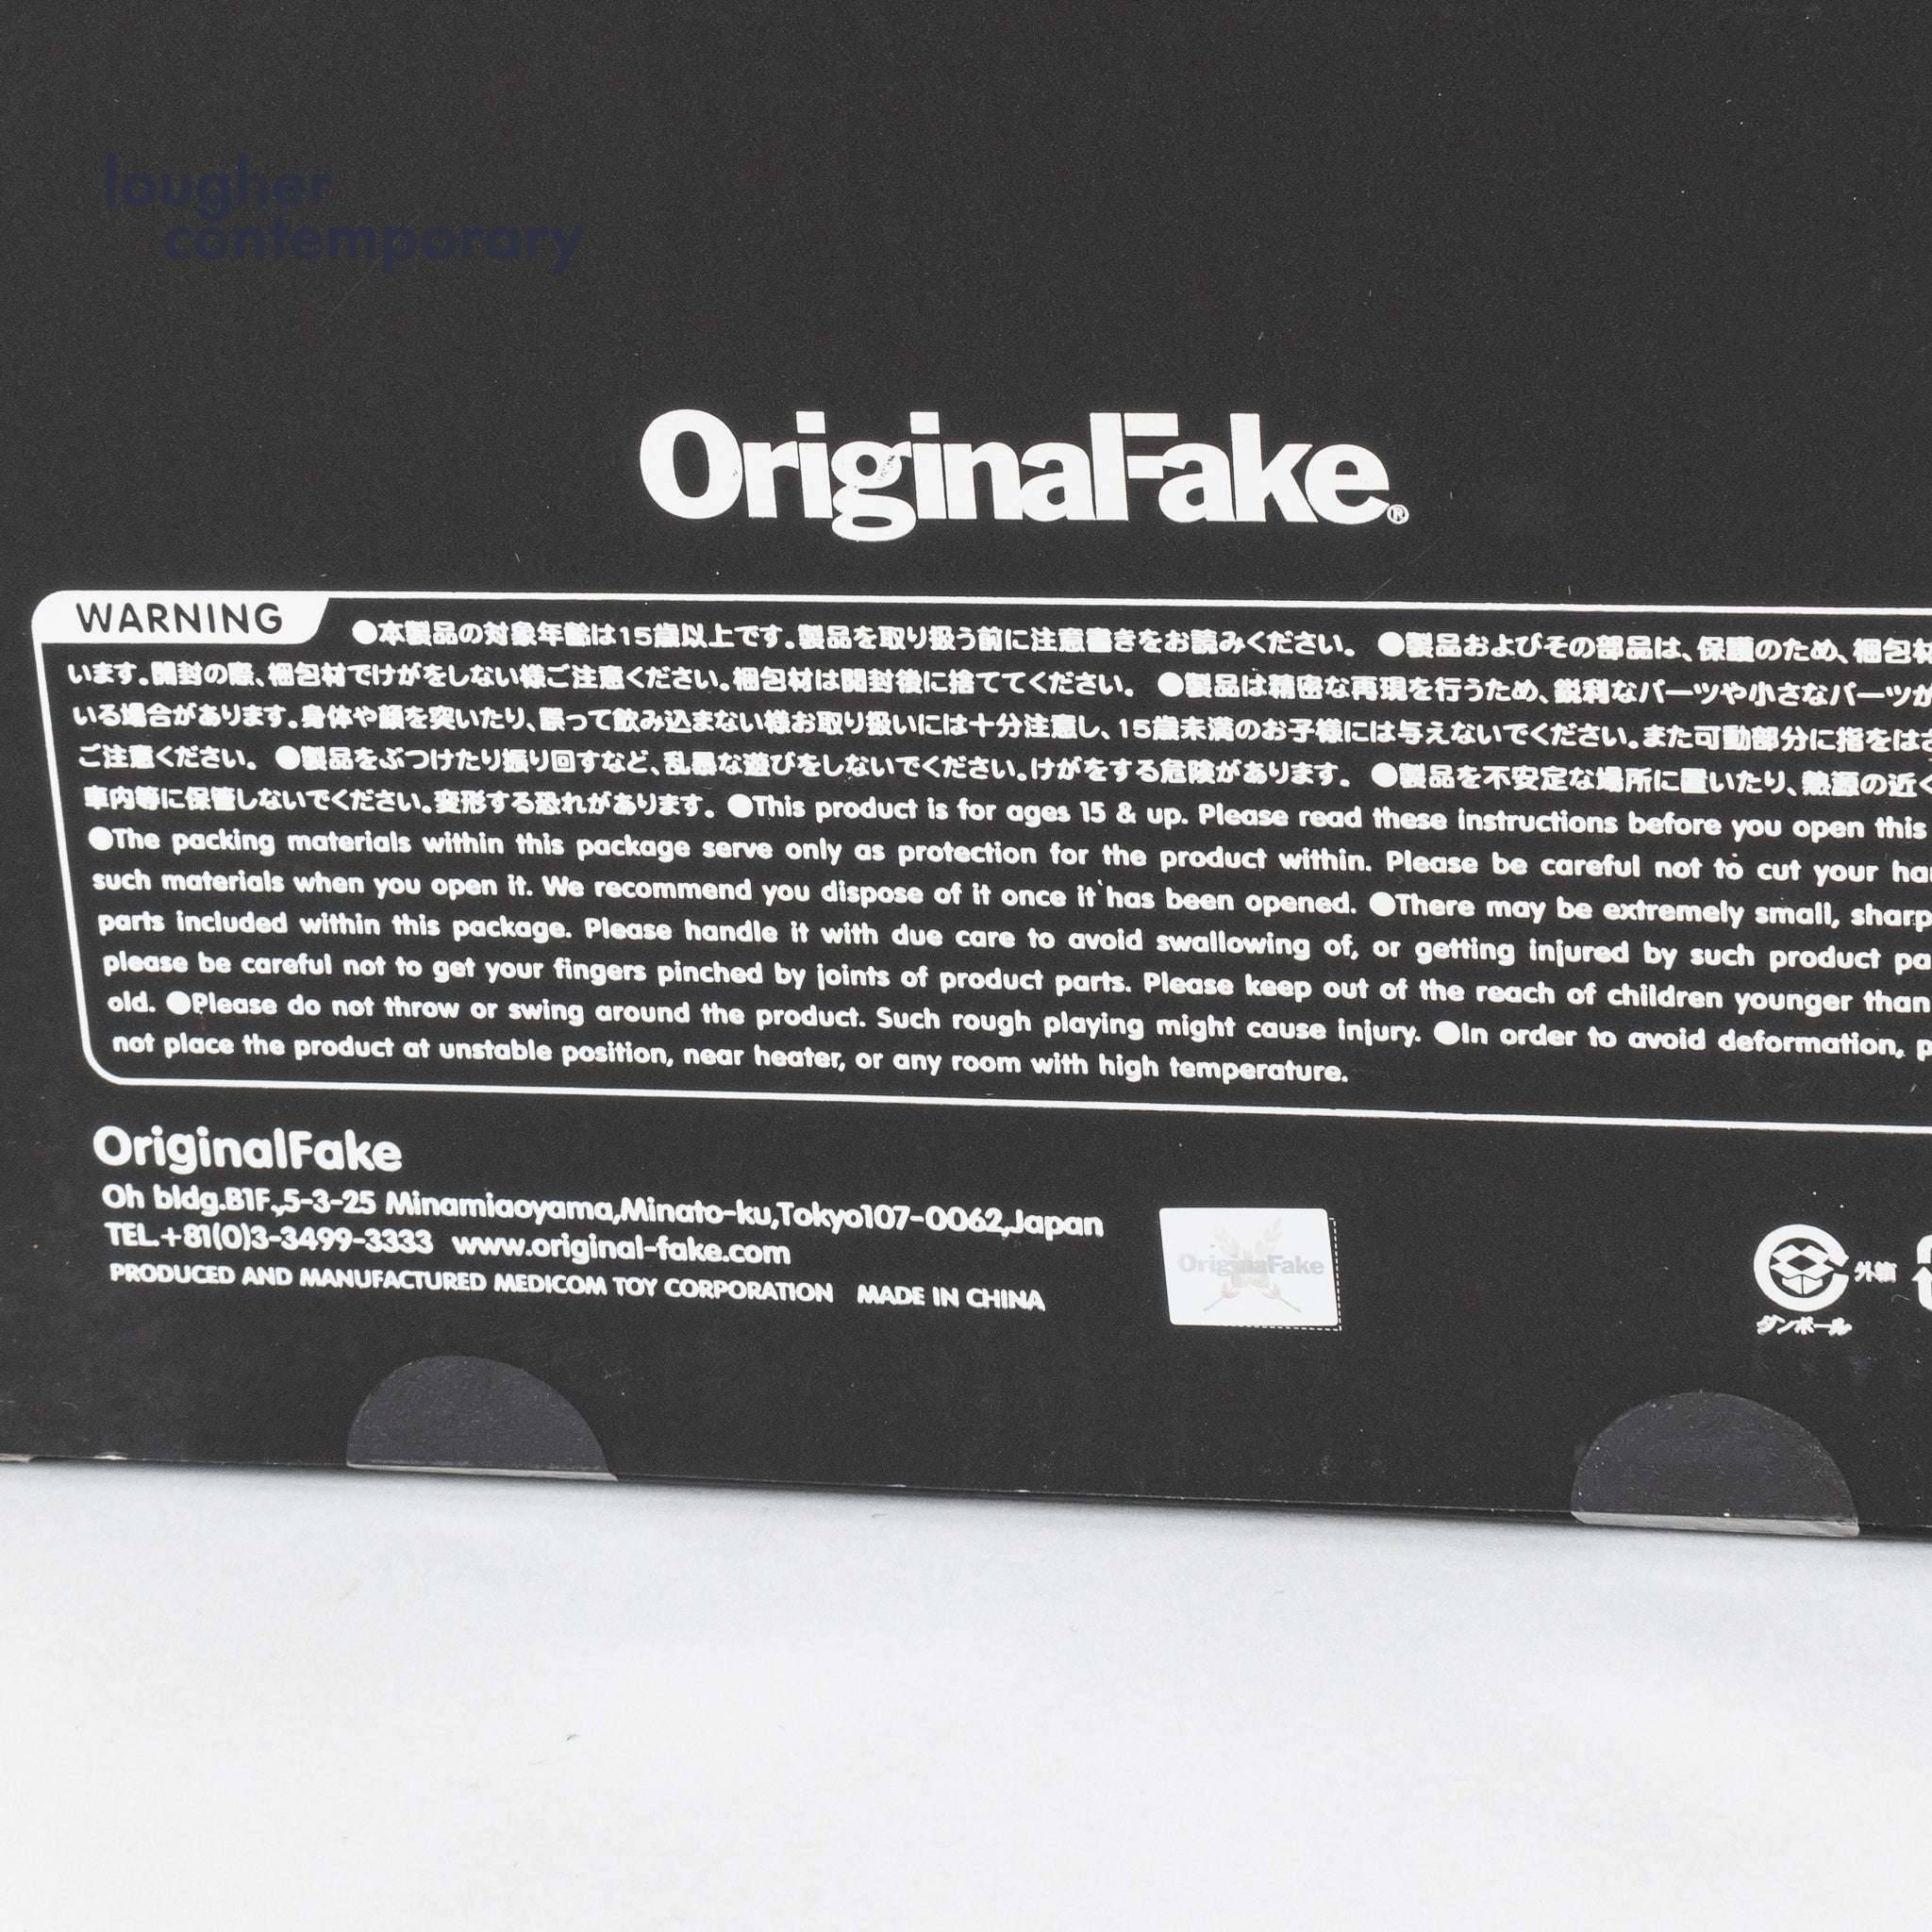 lougher
contemporary
OriginalFake®
WARNING
●本製品の対象年齢は15歳以上です。製品を取り扱う前に注意書きをお読みください。 ●製品およびその部品は、保護のため、梱包材
います。開封の際、梱包材でけがをしない様ご注意ください。梱包材は開封後に捨ててください。 ●製品は精密な再現を行うため、鋭利なパーツや小さなパーツが
いる場合があります。身体や顔を突いたり、誤って飲み込まない様お取り扱いには十分注意し、15歳未満のお子様には与えないでください。また可動部分に指をはさ
ご注意ください。 ●製品をぶつけたり振り回すなど、乱暴な遊びをしないでください。けがをする危険があります。 ●製品を不安定な場所に置いたり、熱源の近く
車内等に保管しないでください。変形する恐れがあります。 ●This product is for ages 15 & up. Please read these instructions before you open this
●The packing materials within this package serve only as protection for the product within. Please be careful not to cut your
such materials when you open it. We recommend you dispose of it once it has been opened. ●There may be extremely small, sharp
parts included within this package. Please handle it with due care to avoid swallowing of, or getting injured by such product
please be careful not to get your fingers pinched by joints of product parts. Please keep out of the reach of children younger than
old. ●Please do not throw or swing around the product. Such rough playing might cause injury. ●In order to avoid deformation,
not place the product at unstable position, near heater, or any room with high temperature.
OriginalFake
Oh bldg.B1F.,5-3-25 Minamiaoyama,Minato-ku,Tokyo107-0062,Japan
TEL.+81(0)3-3499-3333 www.original-fake.com
PRODUCED AND MANUFACTURED MEDICOM TOY CORPORATION MADE IN CHINA
OriginalFake
外箱
ダンボール